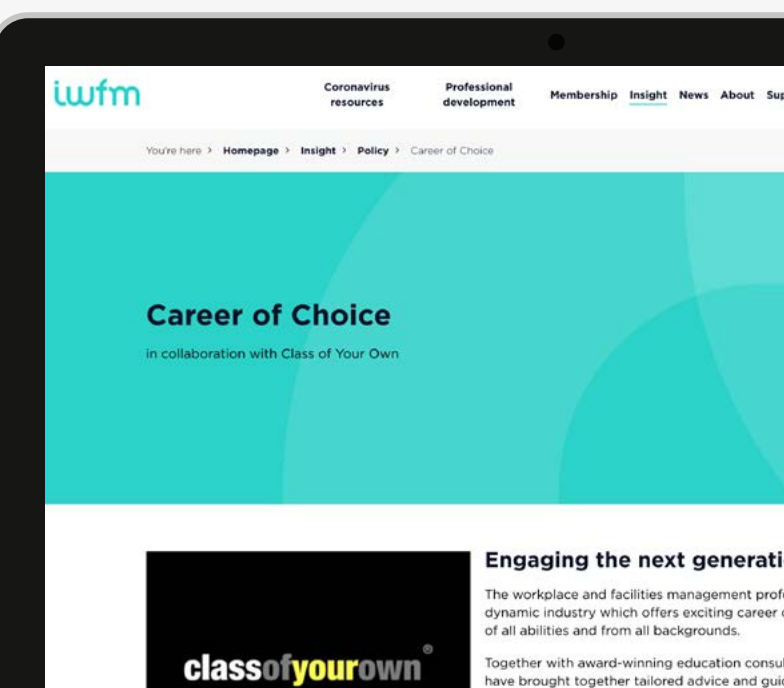 iwfm
Coronavirus
resources
Professional
development
Membership Insight News About
You're here > Homepage > Insight > Policy > Career of Choice
Career of Choice
in collaboration with Class of Your Own
Engaging the next
The workplace and facilities management
dynamic industry which offers exciting career
of all abilities and from all backgrounds.
Together with award-winning education
have brought together tailored advice and
classofyourown®